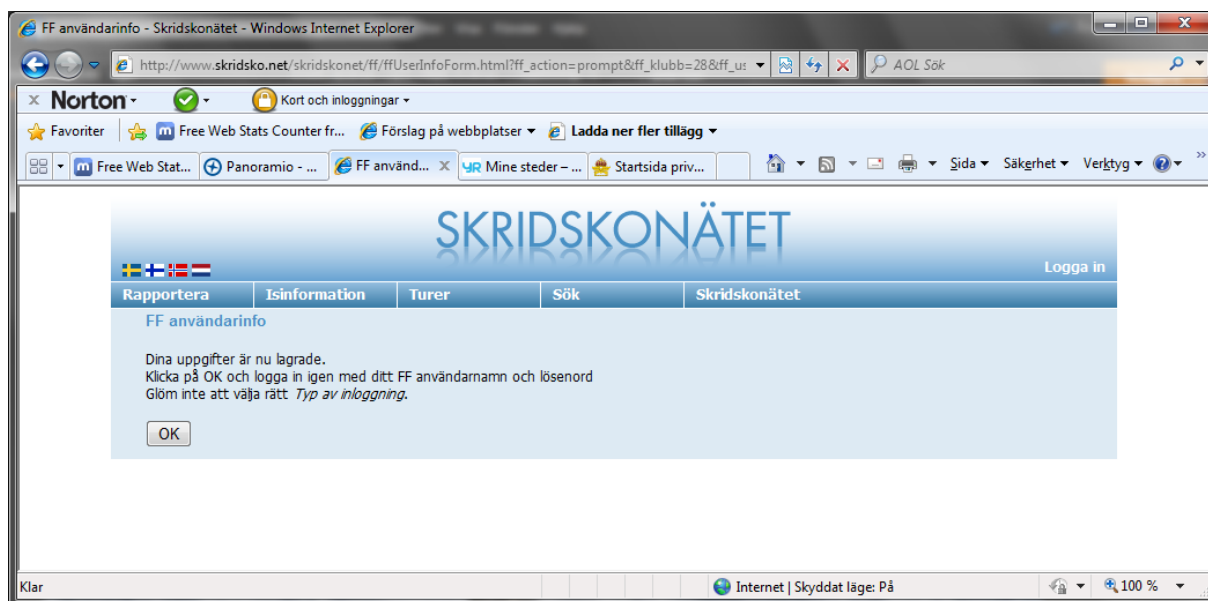 FF användarinfo - Skridskonätet - Windows Internet Explorer
http://www.skridsko.net/skridskonet/ff/ffUserInfoForm.html?ff_action=prompt&ff_klubb=28&ff_us
AOL Sök
Norton
Kort och inloggningar
Favoriter
Free Web Stats Counter fr...
Förslag på webbplatser
Ladda ner fler tillägg
Free Web Stat...
Panoramio - ...
FF använd...
Mine steder – ...
Startsida priv...
Sida
Säkerhet
Verktyg
SKRIDSKONÄTET
Logga in
Rapportera
Isinformation
Turer
Sök
Skridskonätet
FF användarinfo
Dina uppgifter är nu lagrade.
Klicka på OK och logga in igen med ditt FF användarnamn och lösenord
Glöm inte att välja rätt Typ av inloggning.
OK
Klar
Internet | Skyddat läge: På
100 %